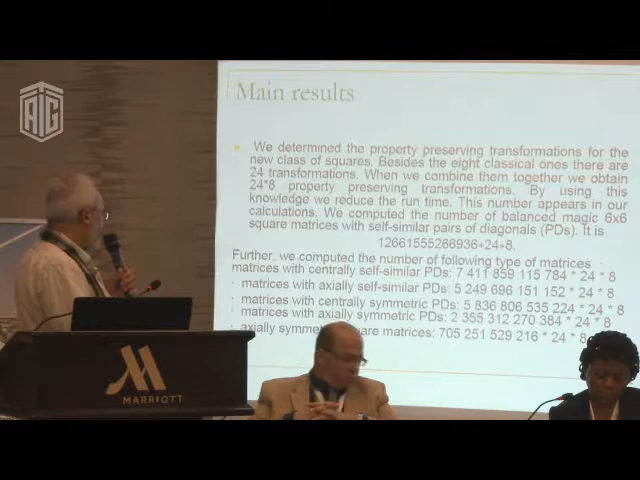 AG
Main results
We determined the property preserving transformations for the
new class of squares. Besides the eight classical ones there are
24 transformations. When we combine them together we obtain
24*8 property preserving transformations. By using this
knowledge we reduce the run time. This number appears in our
calculations. We computed the number of balanced magic 6x6
square matrices with self-similar pairs of diagonals (PDs). It is
12661555266936*24*8.
Further, we computed the number of following type of matrices
matrices with centrally self-similar PDs: 7 411 859 115 784 * 24 * 8
· matrices with axially self-similar PDs: 5 249 696 151 152 * 24 * 8
· matrices with centrally symmetric PDs: 5 836 806 535 224 * 24 * 8
· matrices with axially symmetric PDs: 2 355 312 270 384 * 24 * 8
· axially square matrices: 705 251 529 216 * 24 * 8
MARRIOTT